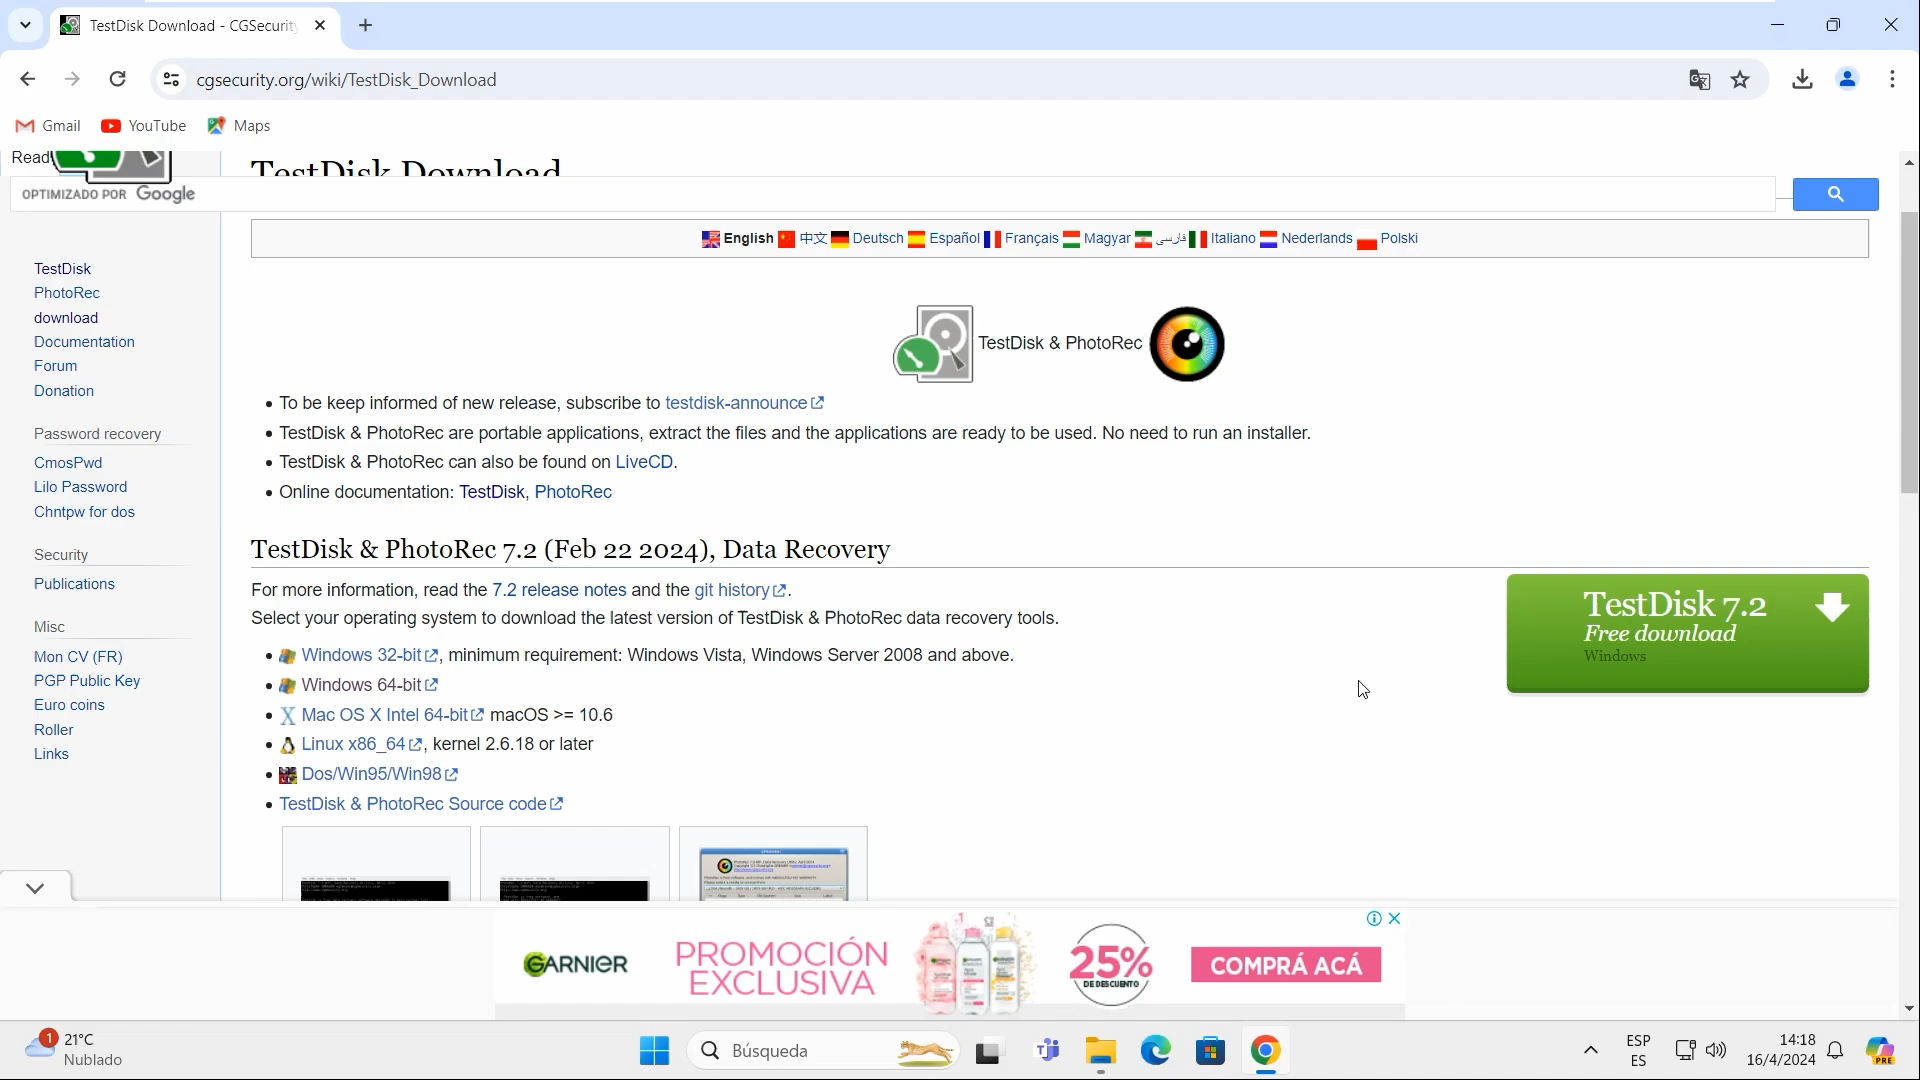 TestDisk Download - CGSecurity
cgsecurity.org/wiki/TestDisk_Download
Gmail YouTube Maps
Read
TestDisk Download
OPTIMIZADO POR Google
English 中文 Deutsch Español Français Magyar فارسی Italiano Nederlands Polski
TestDisk
PhotoRec
download
Documentation
Forum
Donation
Password recovery
CmosPwd
Lilo Password
Chntpw for dos
Security
Publications
Misc
Mon CV (FR)
PGP Public Key
Euro coins
Roller
Links
TestDisk & PhotoRec
To be keep informed of new release, subscribe to testdisk-announce
TestDisk & PhotoRec are portable applications, extract the files and the applications are ready to be used. No need to run an installer.
TestDisk & PhotoRec can also be found on LiveCD.
Online documentation: TestDisk, PhotoRec
TestDisk & PhotoRec 7.2 (Feb 22 2024), Data Recovery
For more information, read the 7.2 release notes and the git history.
Select your operating system to download the latest version of TestDisk & PhotoRec data recovery tools.
Windows 32-bit, minimum requirement: Windows Vista, Windows Server 2008 and above.
Windows 64-bit
Mac OS X Intel 64-bit macOS >= 10.6
Linux x86_64, kernel 2.6.18 or later
Dos/Win95/Win98
TestDisk & PhotoRec Source code
TestDisk 7.2
Free download
Windows
GARNIER
PROMOCIÓN
EXCLUSIVA
25%
DE DESCUENTO
COMPRÁ ACÁ
1
21°C
Nublado
Búsqueda
ESP
ES
14:18
16/4/2024
PRE